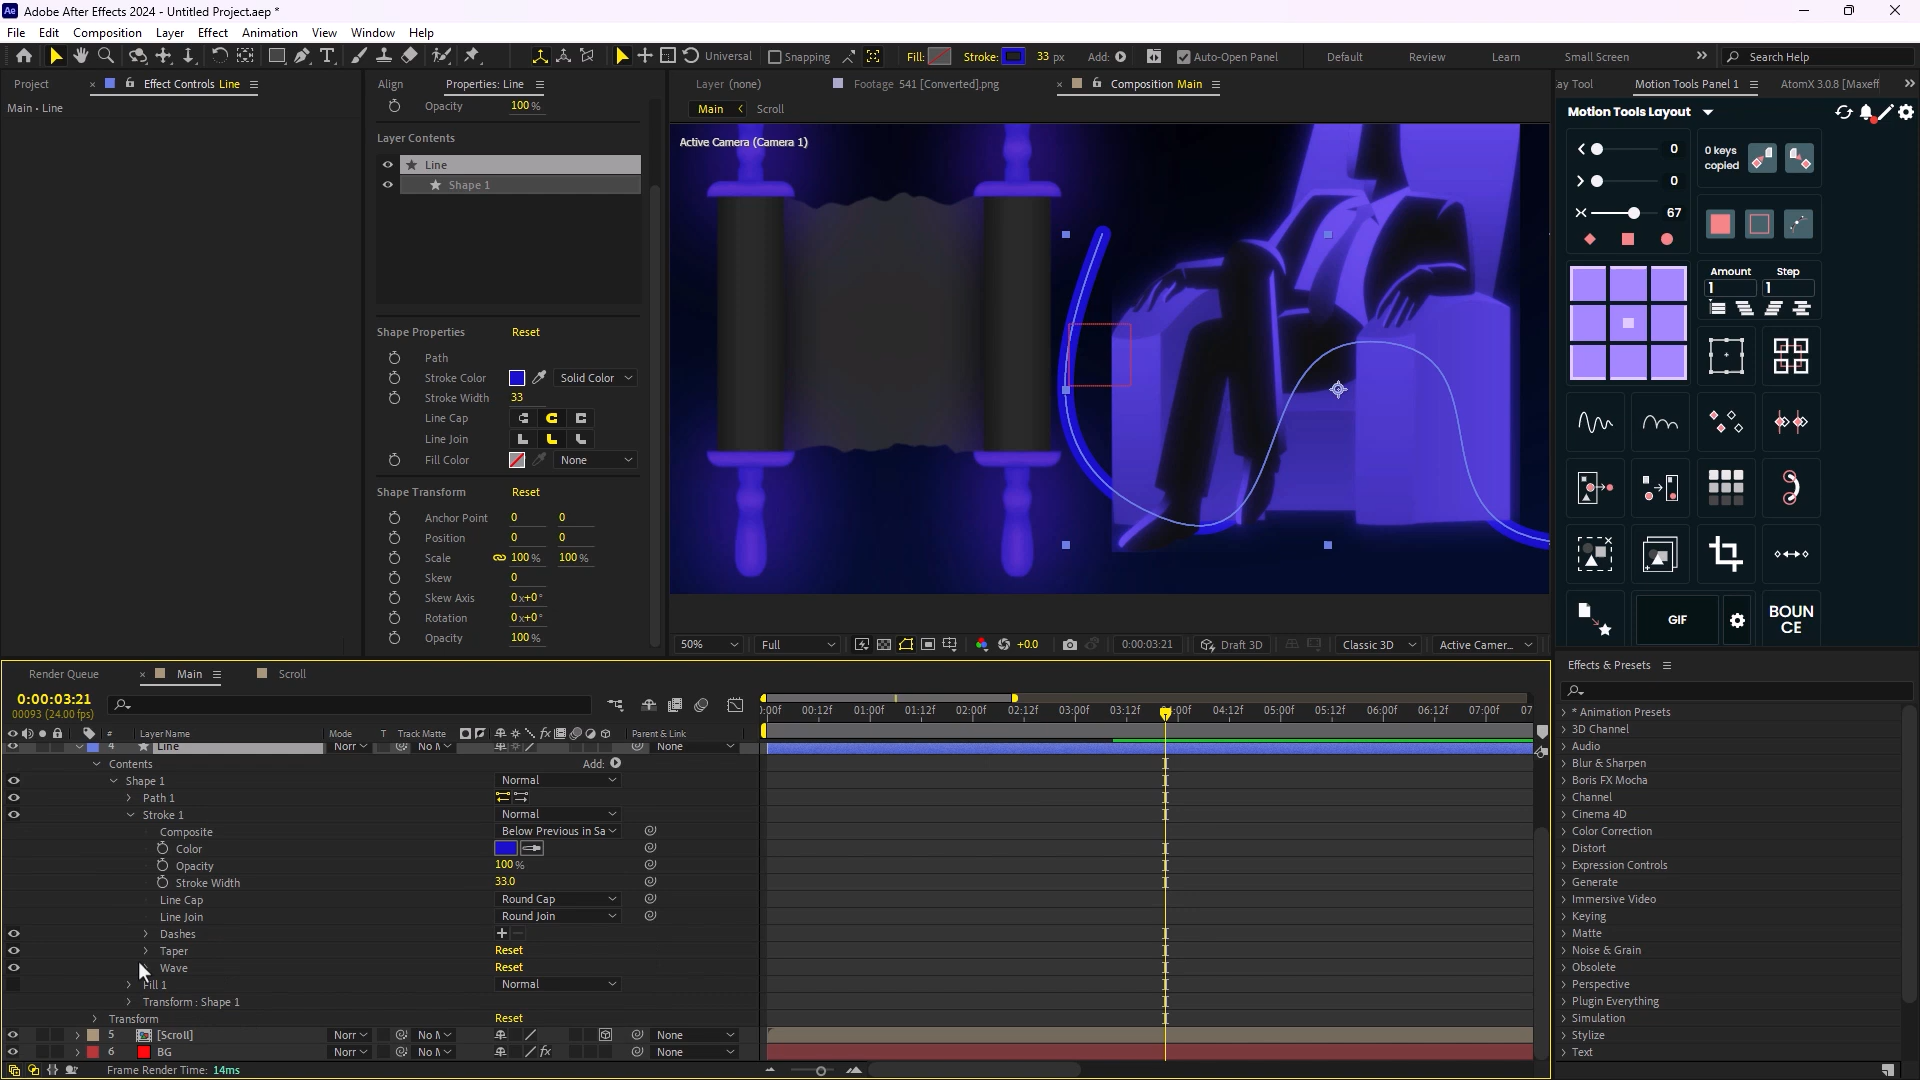 Adobe After Effects 2024 - Untitled Project.aep *
File Edit Composition Layer Effect Animation View Window Help
Universal Snapping Fill: Stroke: 33 px Add: Auto-Open Panel Default Review Learn Small Screen Search Help
Project Effect Controls Line
Main • Line
Align Properties: Line
Opacity 100 %
Layer Contents
Line
Shape 1
Shape Properties Reset
Path
Stroke Color Solid Color
Stroke Width 33
Line Cap
Line Join
Fill Color None
Shape Transform Reset
Anchor Point 0 0
Position 0 0
Scale 100 % 100 %
Skew 0
Skew Axis 0x+0°
Rotation 0x+0°
Opacity 100 %
Layer (none) Footage 541 [Converted].png Composition Main
Main Scroll
Active Camera (Camera 1)
50% Full +0.0 0:00:03:21 Draft 3D Classic 3D Active Camer...
ay Tool Motion Tools Panel 1 AtomX 3.0.8 [Maxeff
Motion Tools Layout
0
0
67
0 keys
copied
Amount Step
1 1
GIF
BOUN
CE
Effects & Presets
* Animation Presets
3D Channel
Audio
Blur & Sharpen
Boris FX Mocha
Channel
Cinema 4D
Color Correction
Distort
Expression Controls
Generate
Immersive Video
Keying
Matte
Noise & Grain
Obsolete
Perspective
Plugin Everything
Simulation
Stylize
Text
Render Queue Main Scroll
0:00:03:21
00093 (24.00 fps)
:00f 00:12f 01:00f 01:12f 02:00f 02:12f 03:00f 03:12f 04:00f 04:12f 05:00f 05:12f 06:00f 06:12f 07:00f 07
# Layer Name Mode T Track Matte Parent & Link
4 Line Norr No M None
Contents Add:
Shape 1 Normal
Path 1
Stroke 1 Normal
Composite Below Previous in Sa
Color
Opacity 100 %
Stroke Width 33.0
Line Cap Round Cap
Line Join Round Join
Dashes
Taper Reset
Wave Reset
Fill 1 Normal
Transform : Shape 1
Transform Reset
5 [Scroll] Norr No M None
6 BG Norr No M None
Frame Render Time: 14ms